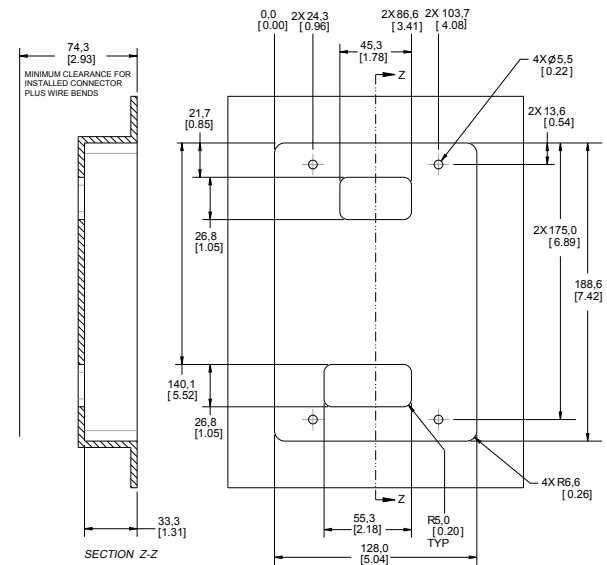 0,0
[0.00]
2X 24,3
[0.96]
2X 86,6
[3.41]
2X 103,7
[4.08]
74,3
[2.93]
MINIMUM CLEARANCE FOR
INSTALLED CONNECTOR
PLUS WIRE BENDS
45,3
[1.78]
Z
4X Ø5,5
[0.22]
21,7
[0.85]
2X 13,6
[0.54]
26,8
[1.05]
2X 175,0
[6.89]
188,6
[7.42]
140,1
[5.52]
26,8
[1.05]
4X R6,6
[0.26]
33,3
[1.31]
Z
55,3
[2.18]
R5,0
[0.20]
TYP
SECTION Z-Z
128,0
[5.04]